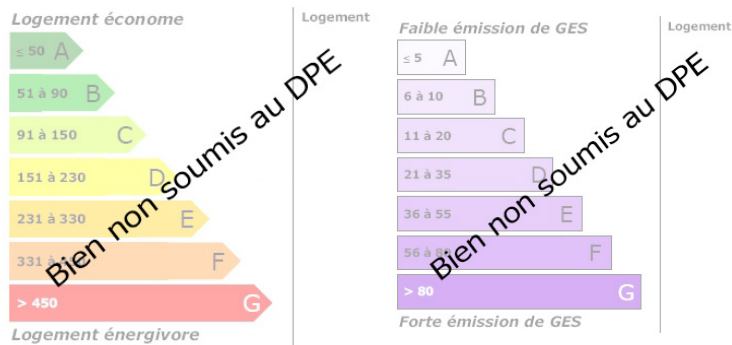 Logement économe
Logement
≤ 50 A
51 à 90 B
91 à 150 C
151 à 230 D
231 à 330 E
331 à F
> 450 G
Logement énergivore
Bien non soumis au DPE
Faible émission de GES
Logement
≤ 5 A
6 à 10 B
11 à 20 C
21 à 35 D
36 à 55 E
56 à 80 F
> 80 G
Forte émission de GES
Bien non soumis au DPE